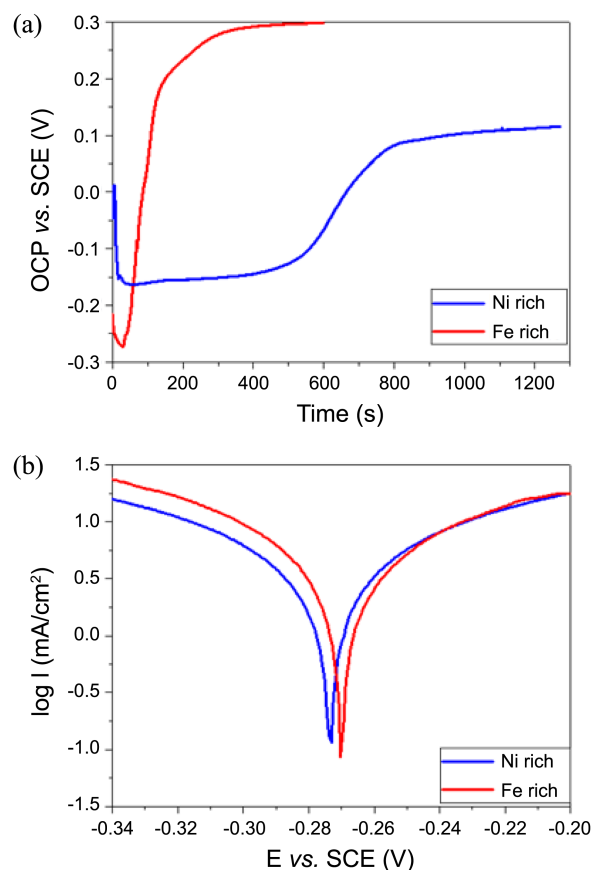 (a)
0.3
0.2
0.1
0.0
-0.1
-0.2
-0.3
OCP vs. SCE (V)
Ni rich
Fe rich
0 200 400 600 800 1000 1200
Time (s)
(b)
1.5
1.0
0.5
0.0
-0.5
-1.0
-1.5
log I (mA/cm²)
Ni rich
Fe rich
-0.34 -0.32 -0.30 -0.28 -0.26 -0.24 -0.22 -0.20
E vs. SCE (V)